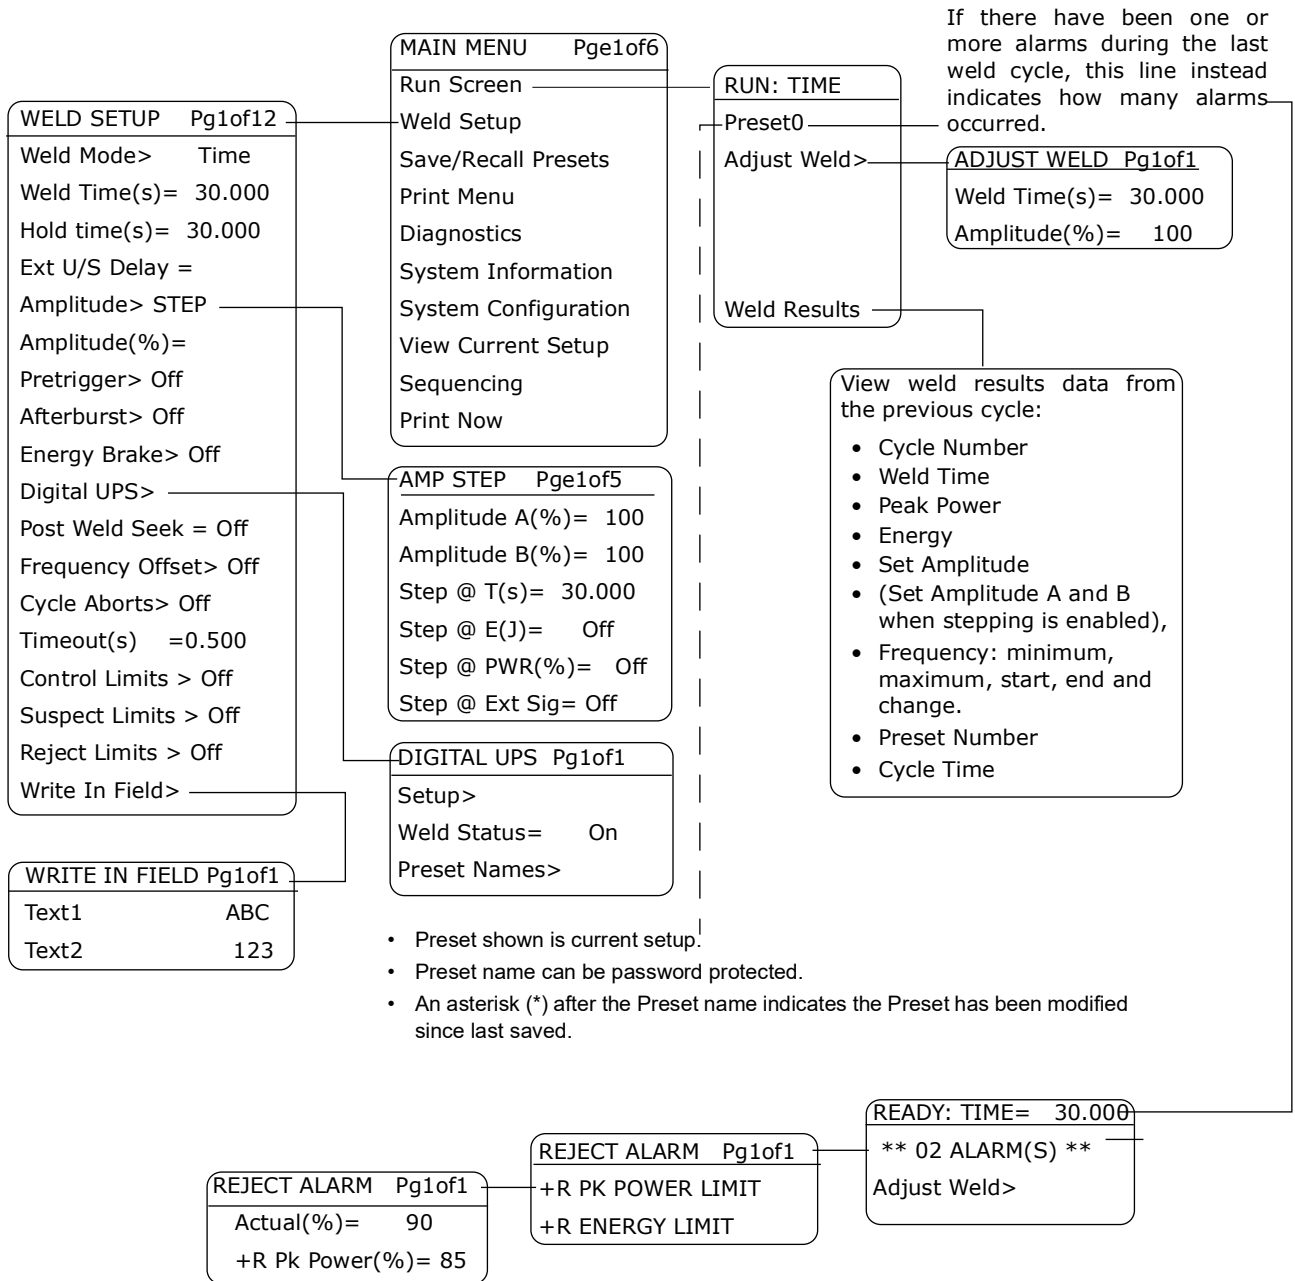 If there have been one or
more alarms during the last
weld cycle, this line instead
indicates how many alarms
occurred.
WELD SETUP Pg1of12
Weld Mode> Time
Weld Time(s)= 30.000
Hold time(s)= 30.000
Ext U/S Delay =
Amplitude> STEP
Amplitude(%)=
Pretrigger> Off
Afterburst> Off
Energy Brake> Off
Digital UPS>
Post Weld Seek = Off
Frequency Offset> Off
Cycle Aborts> Off
Timeout(s) =0.500
Control Limits > Off
Suspect Limits > Off
Reject Limits > Off
Write In Field>
WRITE IN FIELD Pg1of1
Text1 ABC
Text2 123
MAIN MENU Pge1of6
Run Screen
Weld Setup
Save/Recall Presets
Print Menu
Diagnostics
System Information
System Configuration
View Current Setup
Sequencing
Print Now
AMP STEP Pge1of5
Amplitude A(%)= 100
Amplitude B(%)= 100
Step @ T(s)= 30.000
Step @ E(J)= Off
Step @ PWR(%)= Off
Step @ Ext Sig= Off
DIGITAL UPS Pg1of1
Setup>
Weld Status= On
Preset Names>
RUN: TIME
Preset0
Adjust Weld>
Weld Results
ADJUST WELD Pg1of1
Weld Time(s)= 30.000
Amplitude(%)= 100
View weld results data from
the previous cycle:
• Cycle Number
• Weld Time
• Peak Power
• Energy
• Set Amplitude
• (Set Amplitude A and B
when stepping is enabled),
• Frequency: minimum,
maximum, start, end and
change.
• Preset Number
• Cycle Time
• Preset shown is current setup.
• Preset name can be password protected.
• An asterisk (*) after the Preset name indicates the Preset has been modified
since last saved.
READY: TIME= 30.000
** 02 ALARM(S) **
Adjust Weld>
REJECT ALARM Pg1of1
+R PK POWER LIMIT
+R ENERGY LIMIT
REJECT ALARM Pg1of1
Actual(%)= 90
+R Pk Power(%)= 85